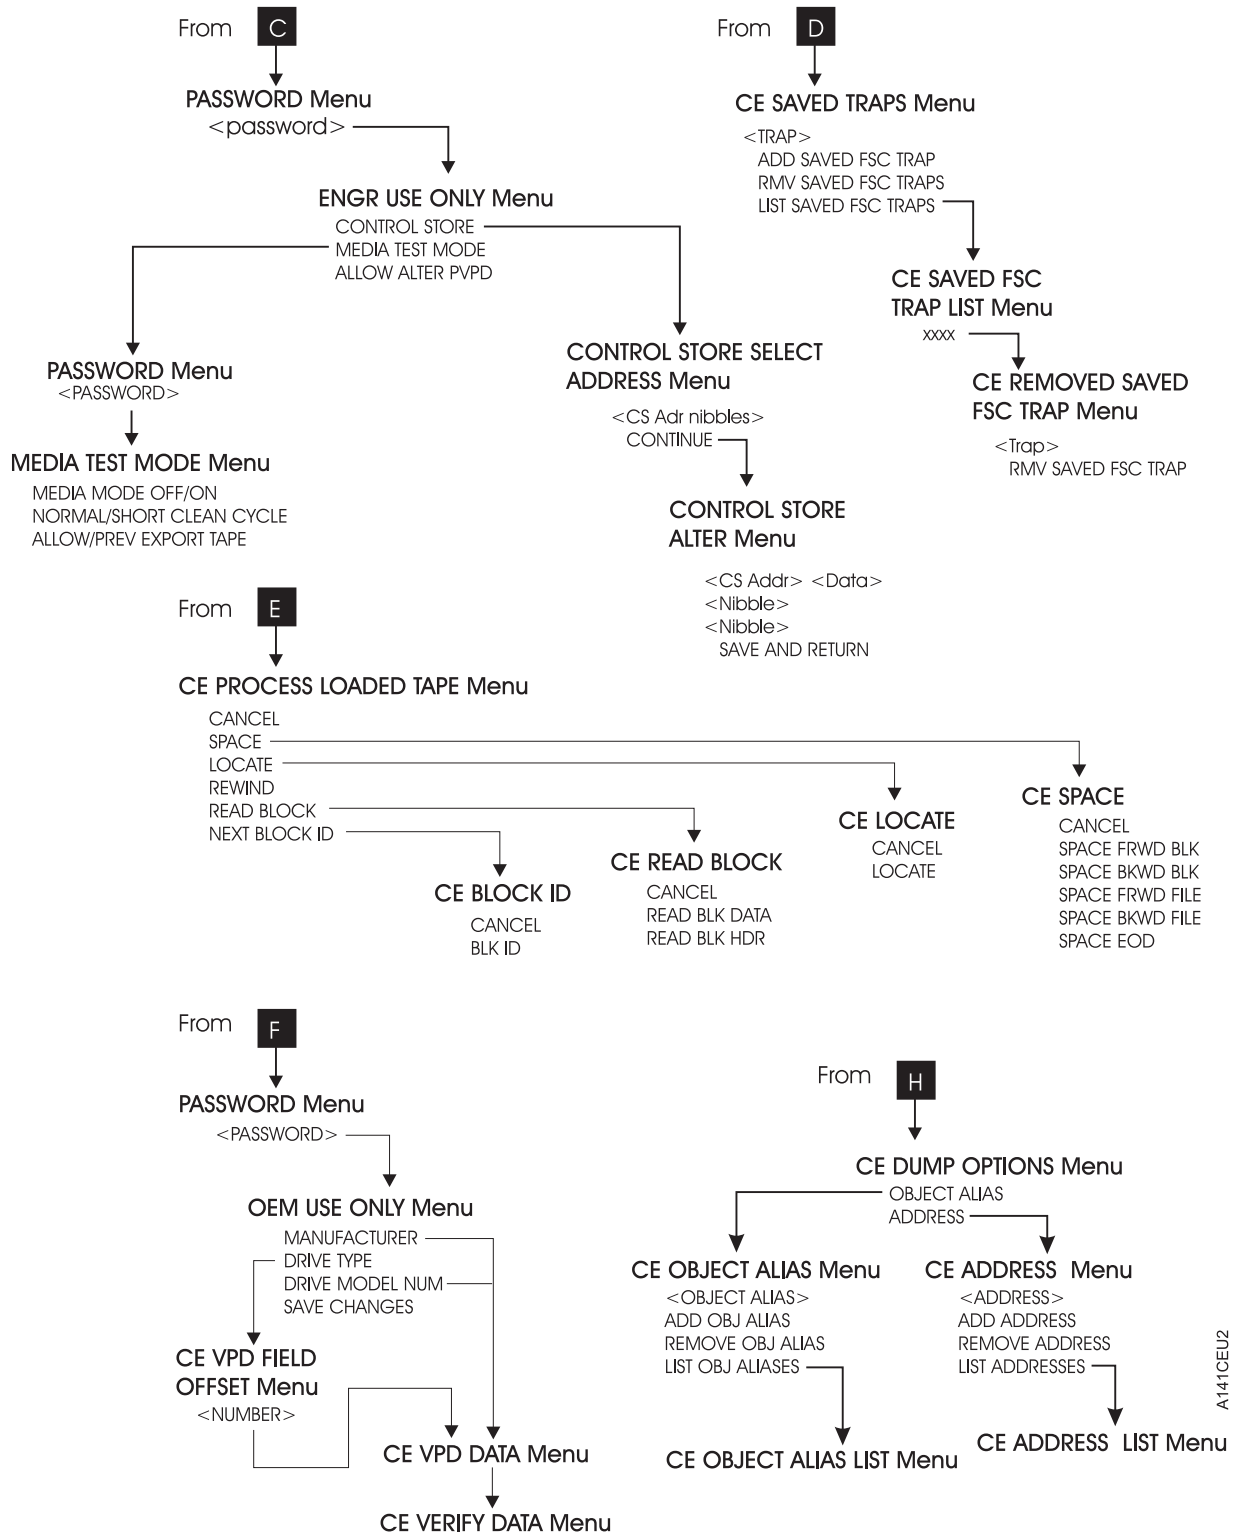 From C
PASSWORD Menu
<password>
ENGR USE ONLY Menu
CONTROL STORE
MEDIA TEST MODE
ALLOW ALTER PVPD
PASSWORD Menu
<PASSWORD>
MEDIA TEST MODE Menu
MEDIA MODE OFF/ON
NORMAL/SHORT CLEAN CYCLE
ALLOW/PREV EXPORT TAPE
CONTROL STORE SELECT
ADDRESS Menu
<CS Adr nibbles>
CONTINUE
CONTROL STORE
ALTER Menu
<CS Addr> <Data>
<Nibble>
<Nibble>
SAVE AND RETURN
From D
CE SAVED TRAPS Menu
<TRAP>
ADD SAVED FSC TRAP
RMV SAVED FSC TRAPS
LIST SAVED FSC TRAPS
CE SAVED FSC
TRAP LIST Menu
xxxx
CE REMOVED SAVED
FSC TRAP Menu
<Trap>
RMV SAVED FSC TRAP
From E
CE PROCESS LOADED TAPE Menu
CANCEL
SPACE
LOCATE
REWIND
READ BLOCK
NEXT BLOCK ID
CE BLOCK ID
CANCEL
BLK ID
CE READ BLOCK
CANCEL
READ BLK DATA
READ BLK HDR
CE LOCATE
CANCEL
LOCATE
CE SPACE
CANCEL
SPACE FRWD BLK
SPACE BKWD BLK
SPACE FRWD FILE
SPACE BKWD FILE
SPACE EOD
From F
PASSWORD Menu
<PASSWORD>
OEM USE ONLY Menu
MANUFACTURER
DRIVE TYPE
DRIVE MODEL NUM
SAVE CHANGES
CE VPD FIELD
OFFSET Menu
<NUMBER>
CE VPD DATA Menu
CE VERIFY DATA Menu
From H
CE DUMP OPTIONS Menu
OBJECT ALIAS
ADDRESS
CE OBJECT ALIAS Menu
<OBJECT ALIAS>
ADD OBJ ALIAS
REMOVE OBJ ALIAS
LIST OBJ ALIASES
CE OBJECT ALIAS LIST Menu
CE ADDRESS Menu
<ADDRESS>
ADD ADDRESS
REMOVE ADDRESS
LIST ADDRESSES
CE ADDRESS LIST Menu
A141CEU2